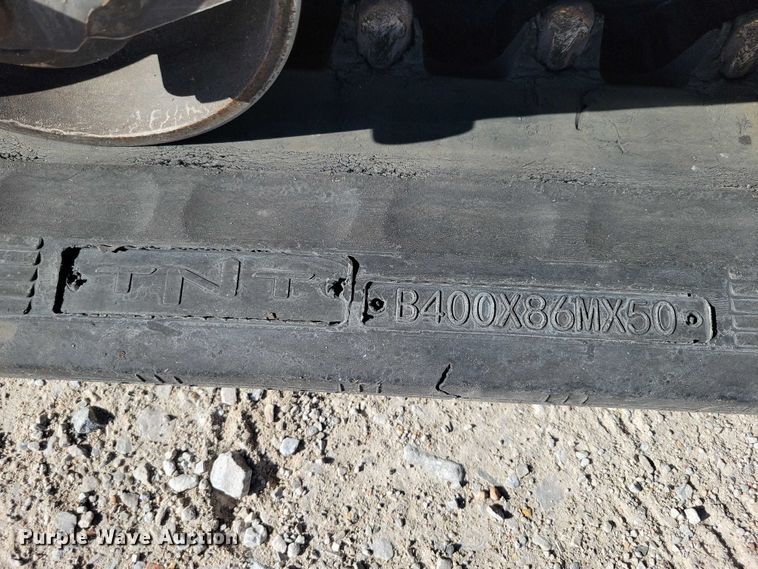 TNT
B400X86MX50
Purple Wave Auction